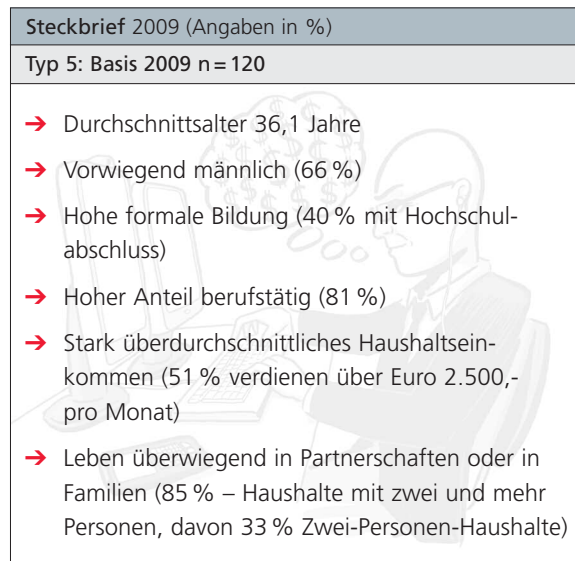 Steckbrief 2009 (Angaben in %)
Typ 5: Basis 2009 n = 120
➔ Durchschnittsalter 36,1 Jahre
➔ Vorwiegend männlich (66 %)
➔ Hohe formale Bildung (40 % mit Hochschul-
abschluss)
➔ Hoher Anteil berufstätig (81 %)
➔ Stark überdurchschnittliches Haushaltsein-
kommen (51 % verdienen über Euro 2.500,-
pro Monat)
➔ Leben überwiegend in Partnerschaften oder in
Familien (85 % – Haushalte mit zwei und mehr
Personen, davon 33 % Zwei-Personen-Haushalte)